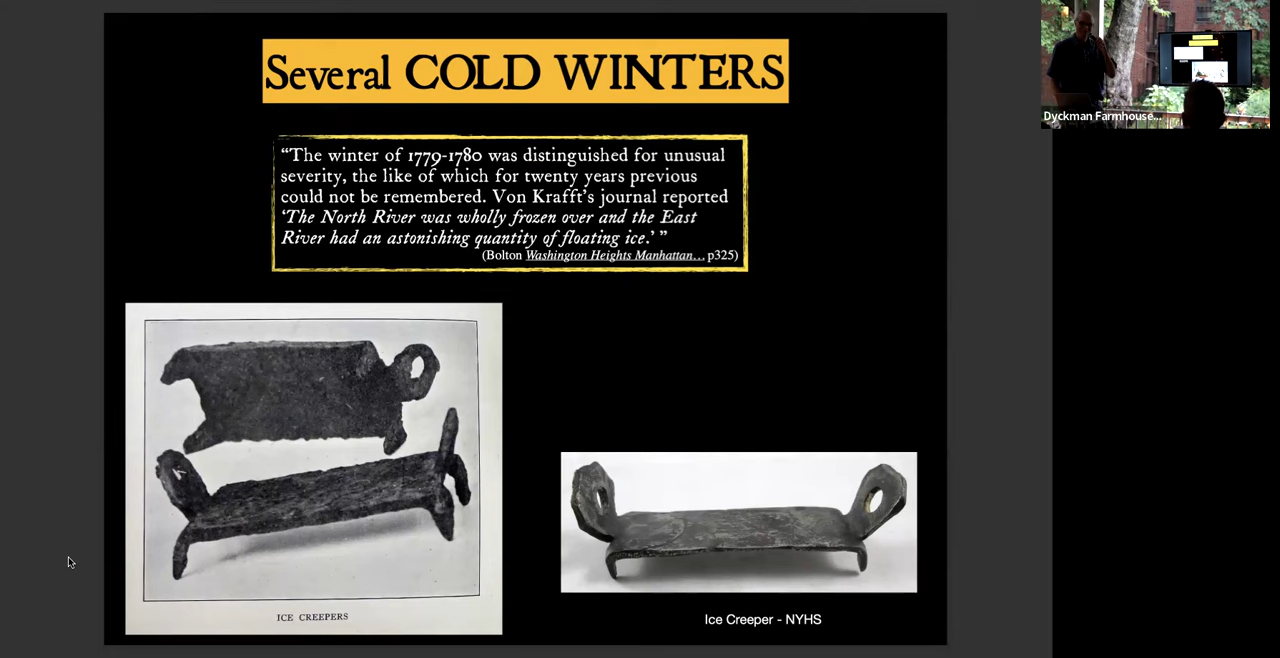 Several COLD WINTERS
“The winter of 1779-1780 was distinguished for unusual
severity, the like of which for twenty years previous
could not be remembered. Von Krafft’s journal reported
‘The North River was wholly frozen over and the East
River had an astonishing quantity of floating ice.’ ”
(Bolton Washington Heights Manhattan… p325)
ICE CREEPERS
Ice Creeper - NYHS
Dyckman Farmhouse...